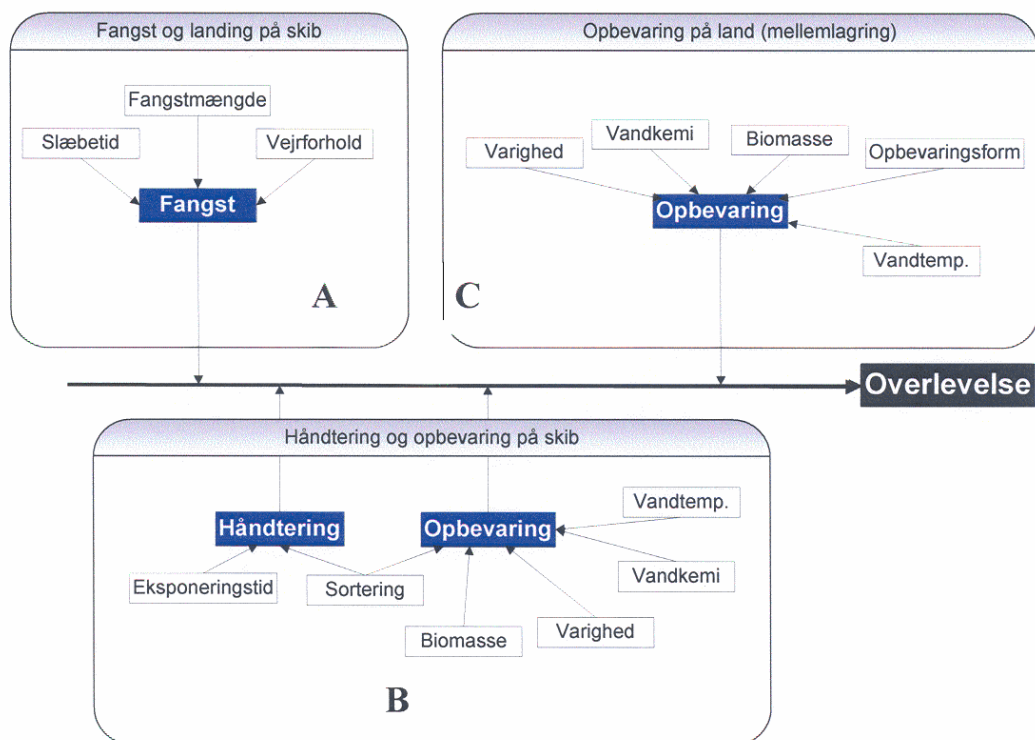 Fangst og landing på skib
Fangstmængde
Slæbetid
Vejrforhold
Fangst
A
Opbevaring på land (mellemlagring)
Vandkemi
Biomasse
Varighed
Opbevaringsform
Opbevaring
Vandtemp.
C
Overlevelse
Håndtering og opbevaring på skib
Vandtemp.
Håndtering
Opbevaring
Vandkemi
Eksponeringstid
Sortering
Varighed
Biomasse
B